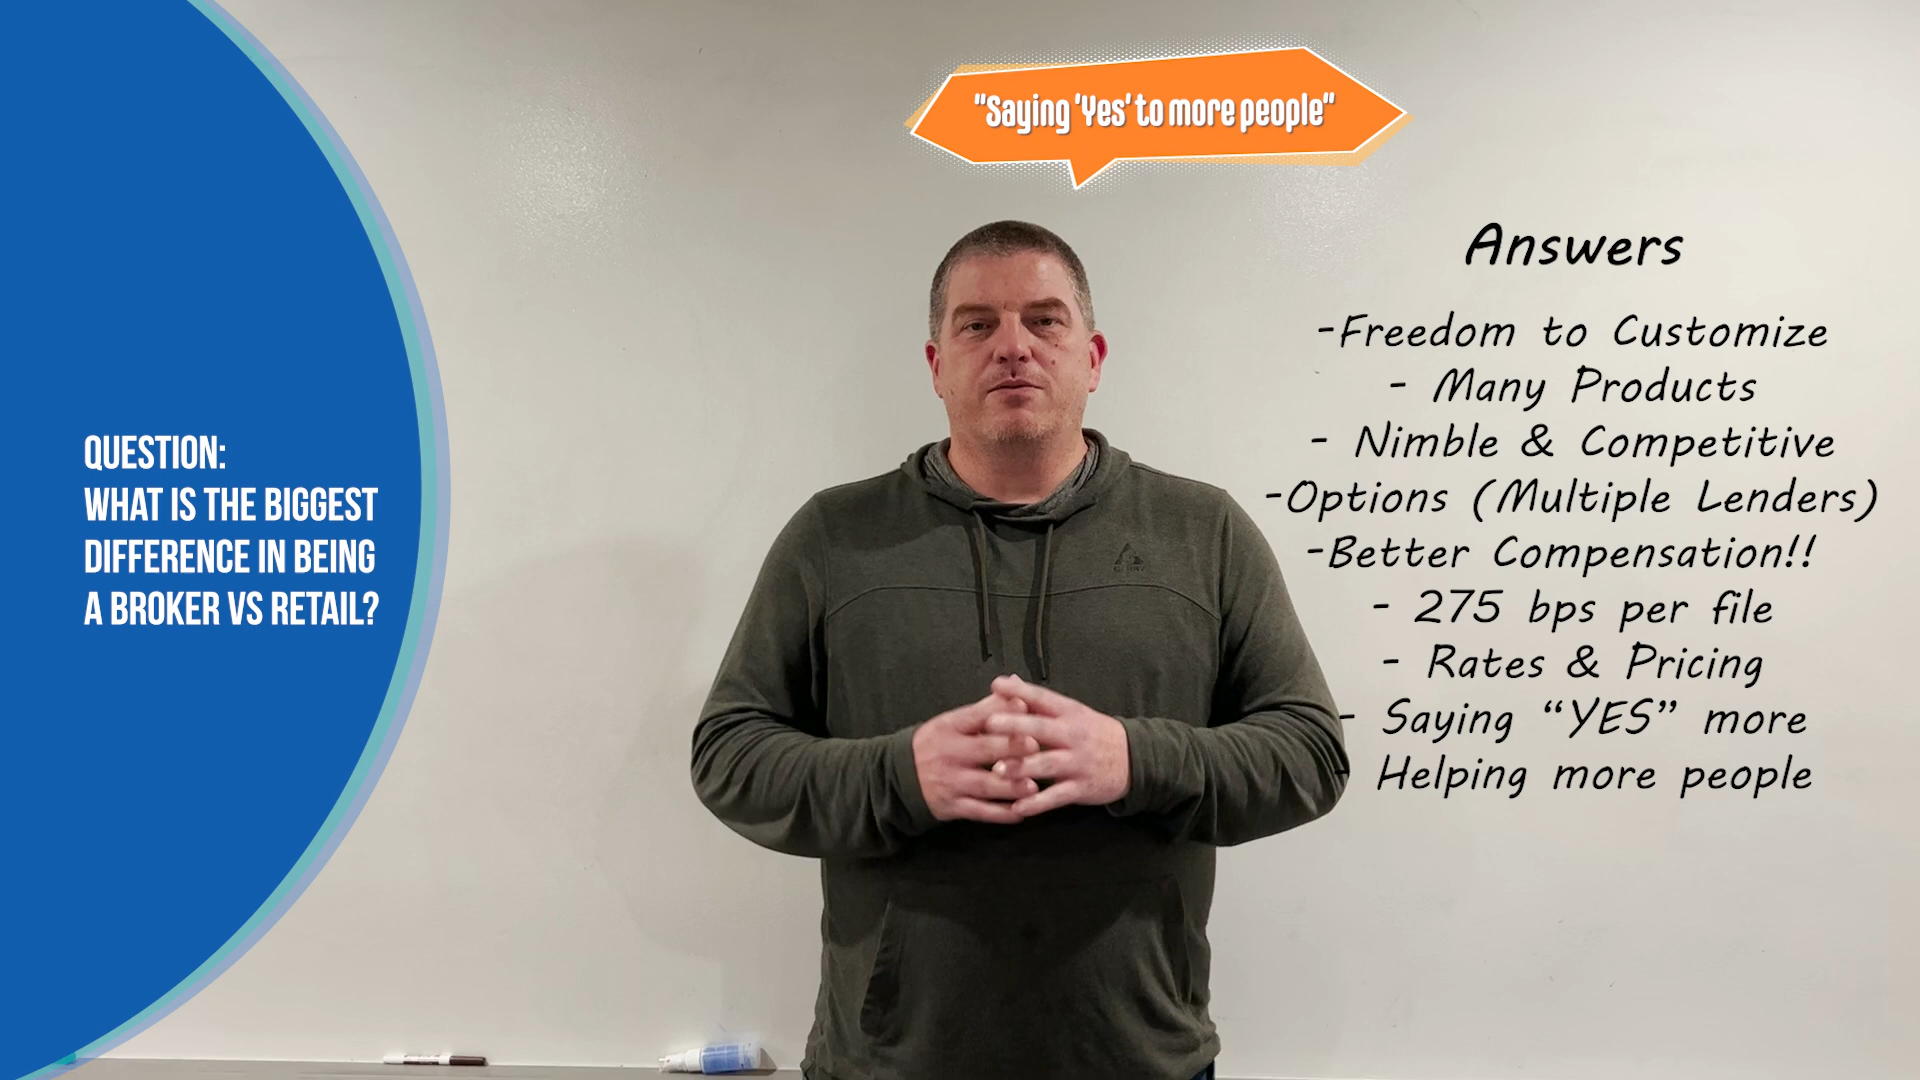 "Saying 'Yes' to more people"
QUESTION:
WHAT IS THE BIGGEST
DIFFERENCE IN BEING
A BROKER VS RETAIL?
Answers
-Freedom to Customize
- Many Products
- Nimble & Competitive
-Options (Multiple Lenders)
-Better Compensation!!
- 275 bps per file
- Rates & Pricing
- Saying “YES” more
- Helping more people